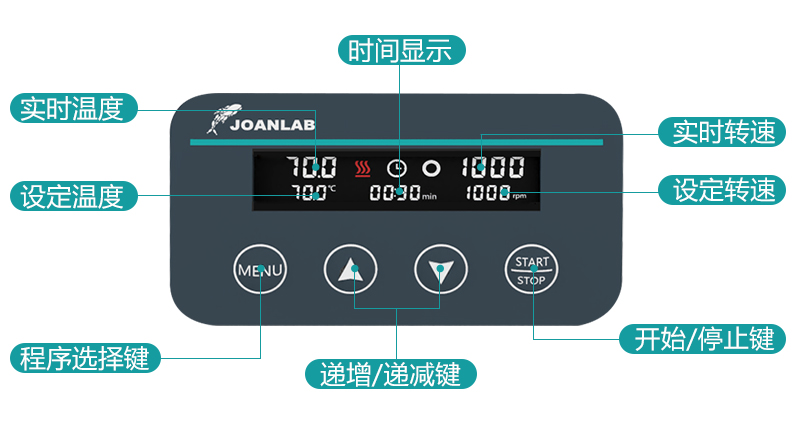 时间显示
实时温度
JOANLAB
实时转速
70.0 1000
设定温度
70.0℃ 00:30 min 1000 rpm
设定转速
MENU
START
STOP
程序选择键
递增/递减键
开始/停止键